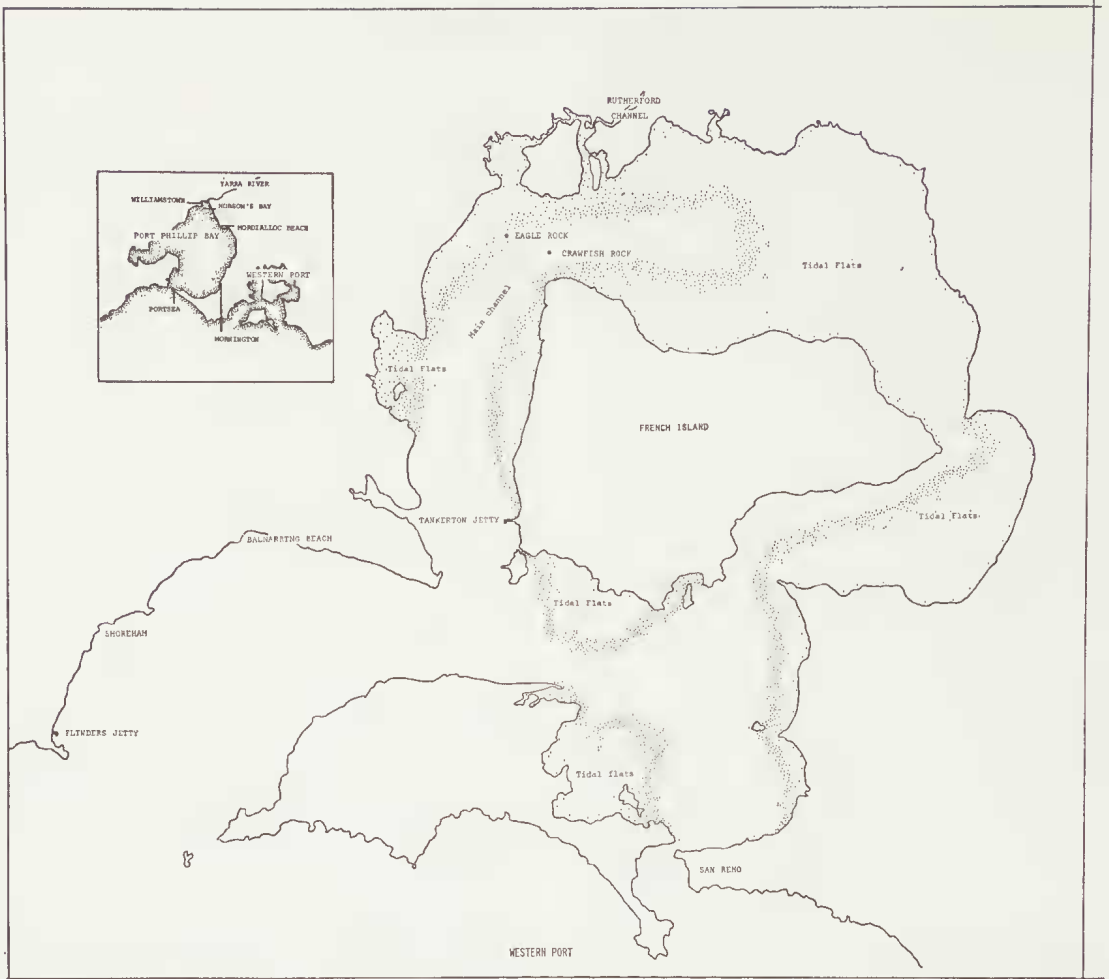 RUTHERFORD
CHANNEL
YARRA RIVER
WILLIAMSTOWN
HOBSON'S BAY
MORDIALLOC BEACH
PORT PHILLIP BAY
WESTERN PORT
PORTSEA
MORNINGTON
EAGLE ROCK
CRAWFISH ROCK
Tidal Flats
Main channel
Tidal Flats
FRENCH ISLAND
Tidal Flats
TANKERTON JETTY
BALNARRING BEACH
Tidal Flats
SHOREHAM
FLINDERS JETTY
Tidal flats
SAN REMO
WESTERN PORT